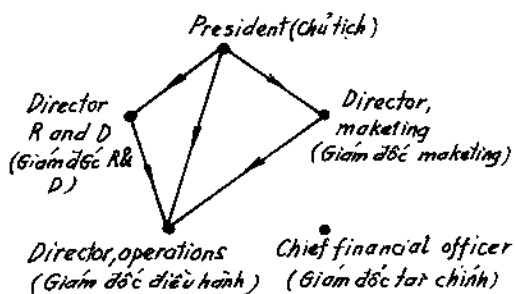 President (Chủ tịch)
Director
R and D
(Giám đốc R&
D)
Director,
maketing
(Giám đốc maketing)
Director, operations
(Giám đốc điều hành)
Chief financial officer
(Giám đốc tar chính)